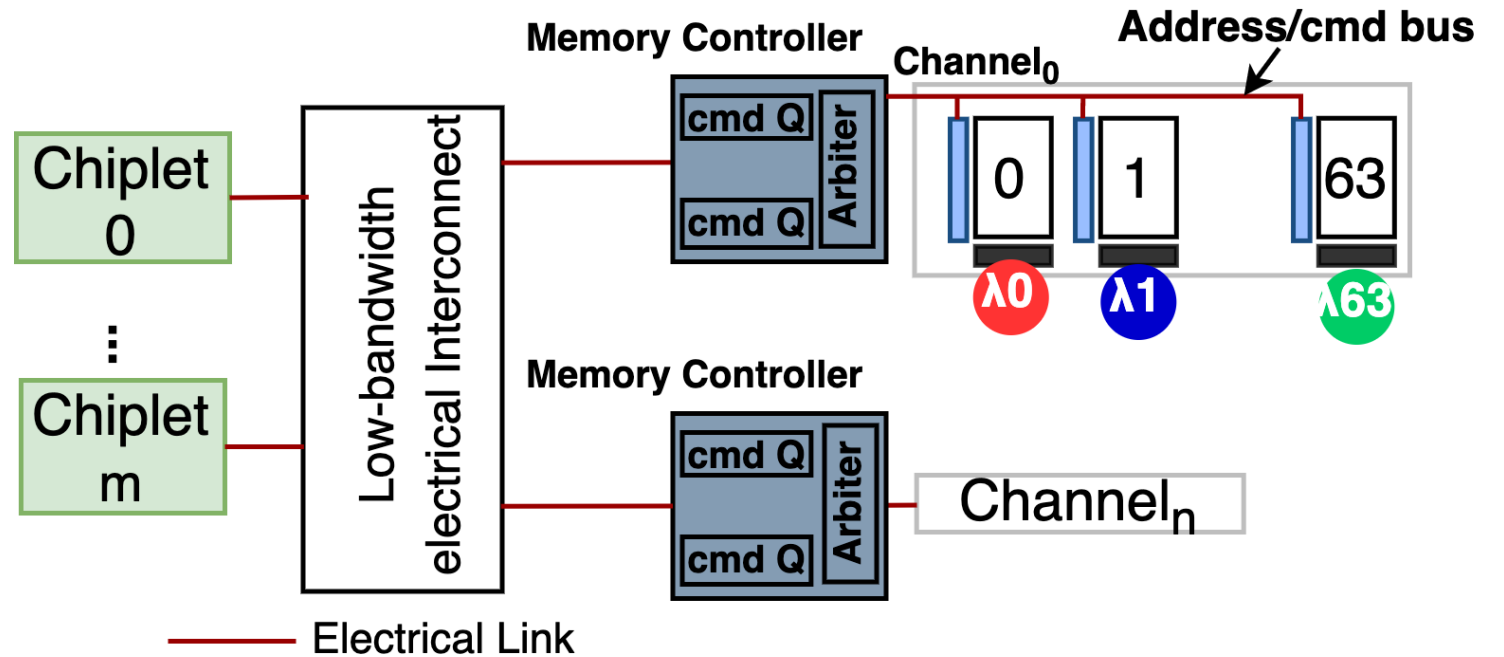 Memory Controller
Address/cmd bus
Channel₀
cmd Q
cmd Q
Arbiter
0
1
63
λ0
λ1
λ63
Chiplet
0
⋮
Chiplet
m
Low-bandwidth
electrical Interconnect
Memory Controller
cmd Q
cmd Q
Arbiter
Channelₙ
Electrical Link